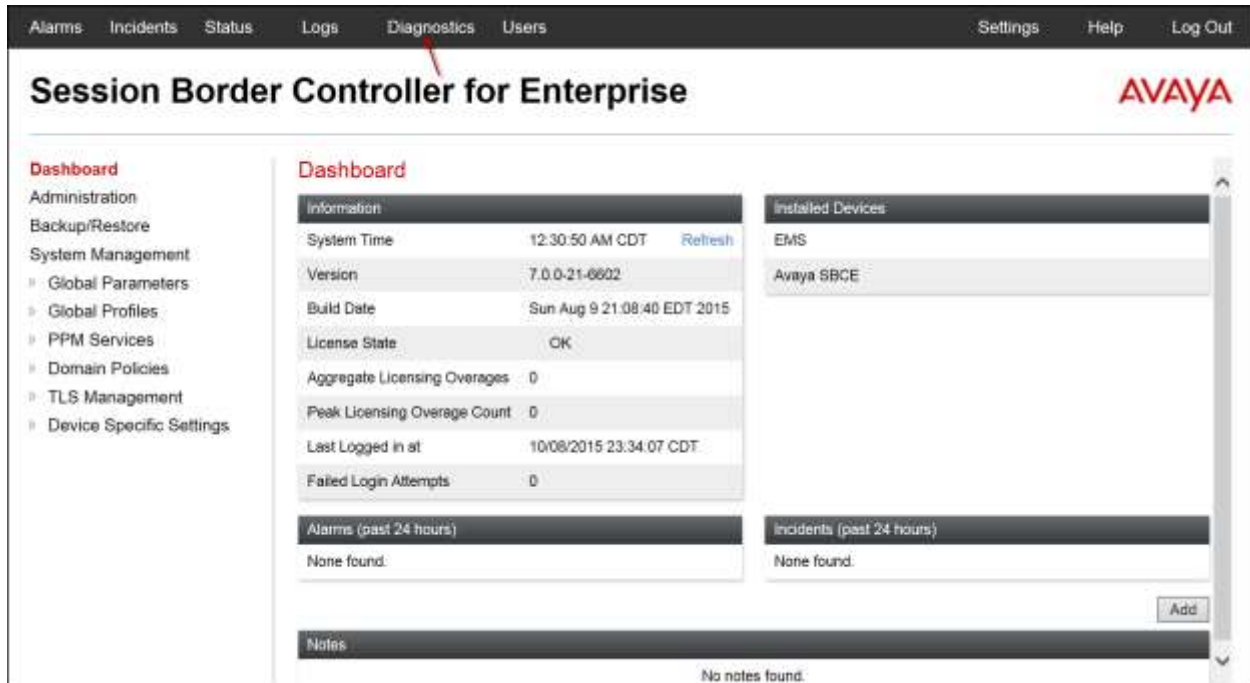 Alarms Incidents Status Logs Diagnostics Users Settings Help Log Out
Session Border Controller for Enterprise
AVAYA
Dashboard
Administration
Backup/Restore
System Management
Global Parameters
Global Profiles
PPM Services
Domain Policies
TLS Management
Device Specific Settings
Dashboard
Information
System Time 12:30:50 AM CDT Refresh
Version 7.0.0-21-6602
Build Date Sun Aug 9 21:08:40 EDT 2015
License State OK
Aggregate Licensing Overages 0
Peak Licensing Overage Count 0
Last Logged in at 10/08/2015 23:34:07 CDT
Failed Login Attempts 0
Installed Devices
EMS
Avaya SBCE
Alarms (past 24 hours)
None found.
Incidents (past 24 hours)
None found.
Add
Notes
No notes found.